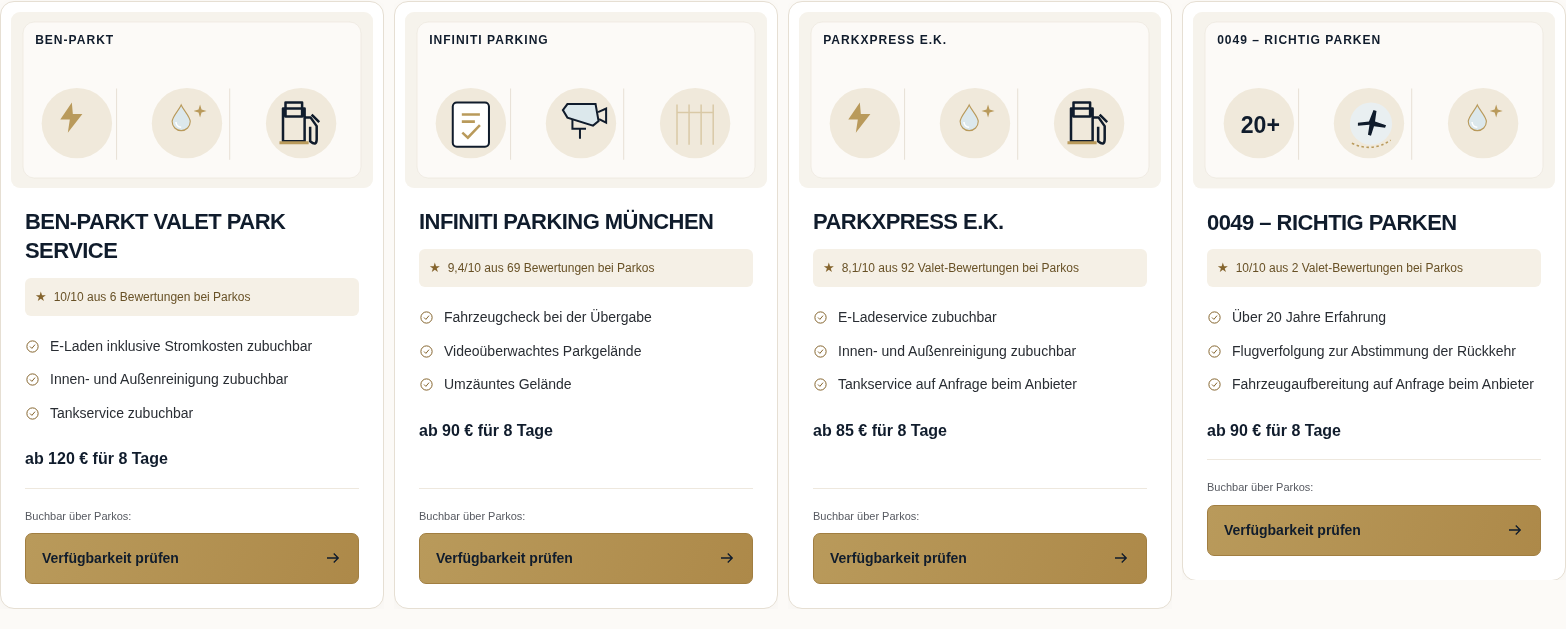 BEN-PARKT
BEN-PARKT VALET PARK
SERVICE
★ 10/10 aus 6 Bewertungen bei Parkos
E-Laden inklusive Stromkosten zubuchbar
Innen- und Außenreinigung zubuchbar
Tankservice zubuchbar
ab 120 € für 8 Tage
Buchbar über Parkos:
Verfügbarkeit prüfen →
INFINITI PARKING
INFINITI PARKING MÜNCHEN
★ 9,4/10 aus 69 Bewertungen bei Parkos
Fahrzeugcheck bei der Übergabe
Videoüberwachtes Parkgelände
Umzäuntes Gelände
ab 90 € für 8 Tage
Buchbar über Parkos:
Verfügbarkeit prüfen →
PARKXPRESS E.K.
PARKXPRESS E.K.
★ 8,1/10 aus 92 Valet-Bewertungen bei Parkos
E-Ladeservice zubuchbar
Innen- und Außenreinigung zubuchbar
Tankservice auf Anfrage beim Anbieter
ab 85 € für 8 Tage
Buchbar über Parkos:
Verfügbarkeit prüfen →
0049 – RICHTIG PARKEN
20+
0049 – RICHTIG PARKEN
★ 10/10 aus 2 Valet-Bewertungen bei Parkos
Über 20 Jahre Erfahrung
Flugverfolgung zur Abstimmung der Rückkehr
Fahrzeugaufbereitung auf Anfrage beim Anbieter
ab 90 € für 8 Tage
Buchbar über Parkos:
Verfügbarkeit prüfen →